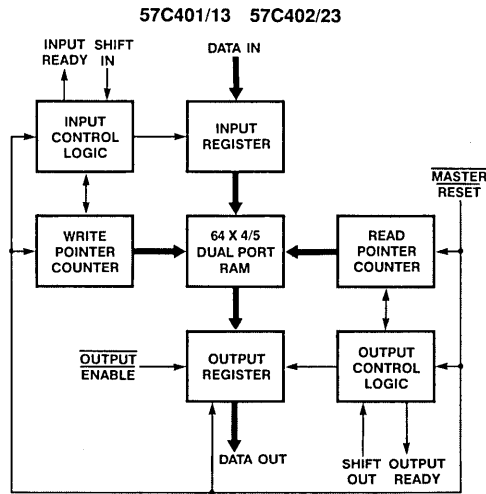 57C401/13 57C402/23
INPUT SHIFT
READY IN
DATA IN
INPUT
CONTROL
LOGIC
INPUT
REGISTER
MASTER
RESET
WRITE
POINTER
COUNTER
64 X 4/5
DUAL PORT
RAM
READ
POINTER
COUNTER
OUTPUT
ENABLE
OUTPUT
REGISTER
OUTPUT
CONTROL
LOGIC
DATA OUT
SHIFT OUTPUT
OUT READY